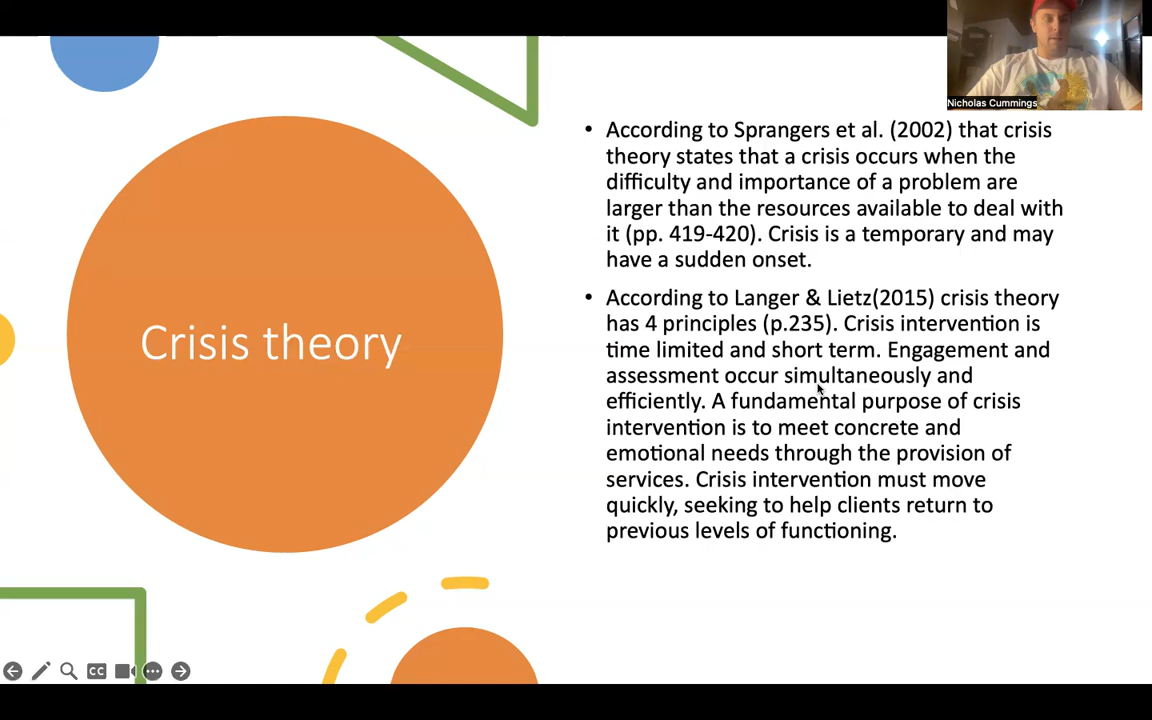 Nicholas Cummings
• According to Sprangers et al. (2002) that crisis
theory states that a crisis occurs when the
difficulty and importance of a problem are
larger than the resources available to deal with
it (pp. 419-420). Crisis is a temporary and may
have a sudden onset.
• According to Langer & Lietz(2015) crisis theory
has 4 principles (p.235). Crisis intervention is
time limited and short term. Engagement and
assessment occur simultaneously and
efficiently. A fundamental purpose of crisis
intervention is to meet concrete and
emotional needs through the provision of
services. Crisis intervention must move
quickly, seeking to help clients return to
previous levels of functioning.
Crisis theory
CC